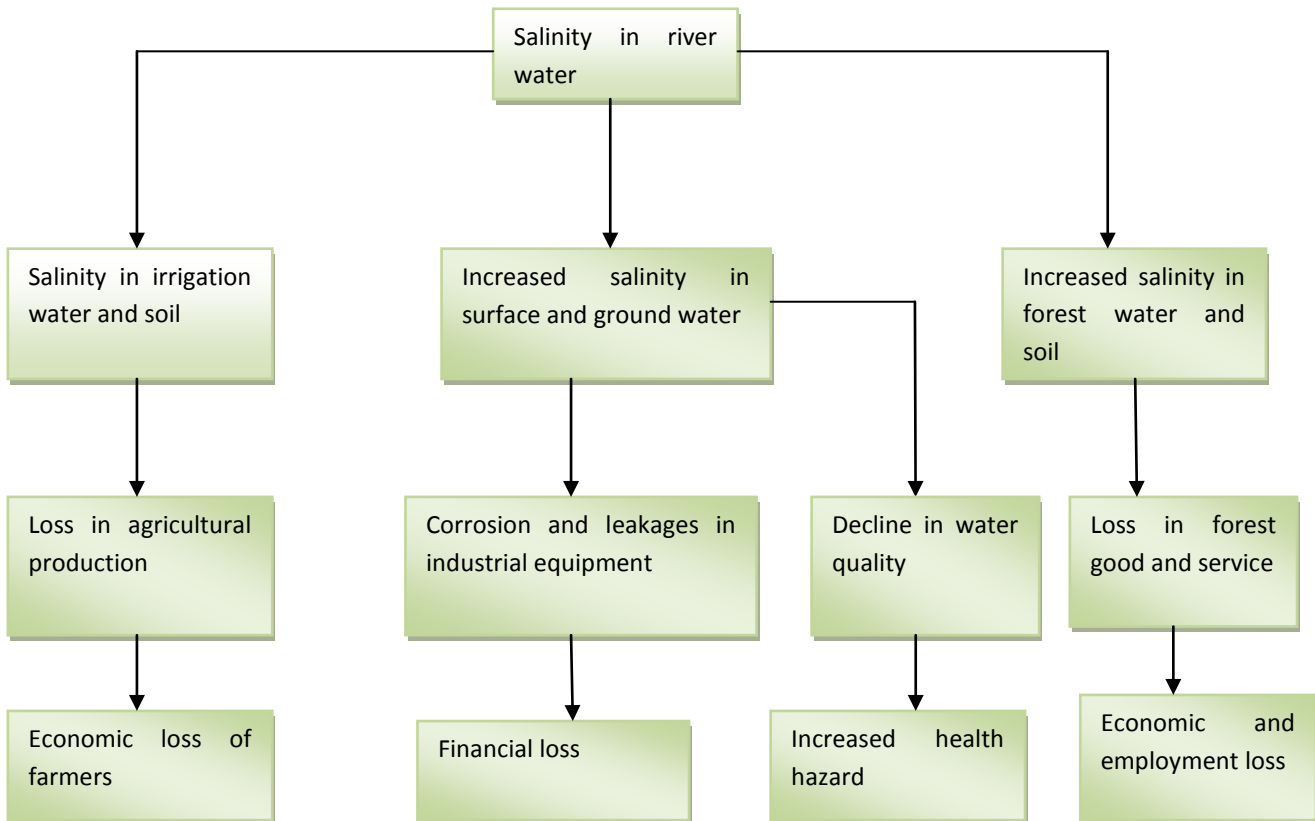 Salinity in river
water
Salinity in irrigation
water and soil
Increased salinity in
surface and ground water
Increased salinity in
forest water and
soil
Loss in agricultural
production
Corrosion and leakages in
industrial equipment
Decline in water
quality
Loss in forest
good and service
Economic loss of
farmers
Financial loss
Increased health
hazard
Economic and
employment loss